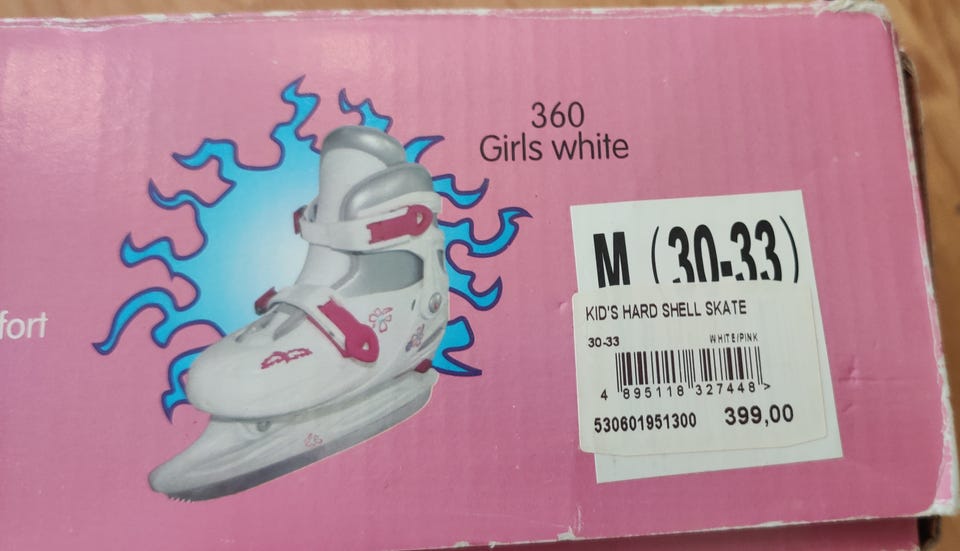 360
Girls white
fort
M (30-33)
KID'S HARD SHELL SKATE
30-33 WHITE/PINK
4 895118 327448 >
530601951300 399,00